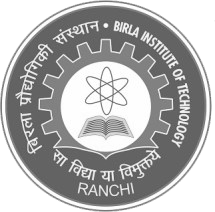 बिरला प्रौद्योगिकी संस्थान • BIRLA INSTITUTE OF TECHNOLOGY
सा विद्या या विमुक्तये
RANCHI